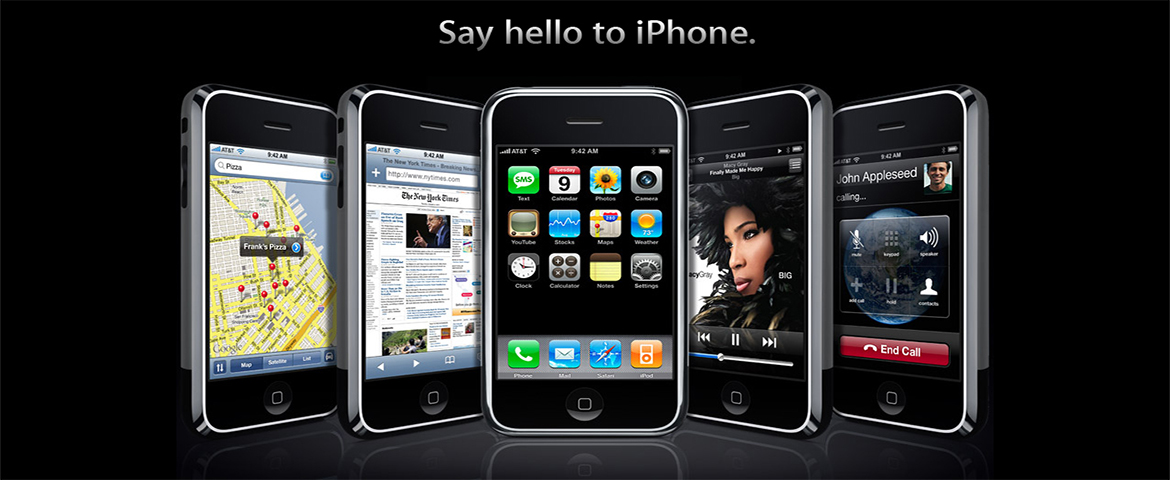 Say hello to iPhone.
AT&T 9:42 AM
Pizza
Frank's Pizza
Google
Map Satellite List
AT&T 9:42 AM
The New York Times - Breaking News
http://www.nytimes.com
The New York Times
AT&T 9:42 AM
SMS Tuesday 9 280 73°
Text Calendar Photos Camera
YouTube Stocks Maps Weather
Clock Calculator Notes Settings
Phone Mail Safari iPod
9:42 AM
Macy Gray
Finally Made Me Happy
Big
acyGray BIG
AT&T 9:42 AM
John Appleseed
calling...
mute keypad speaker
add call hold contacts
End Call